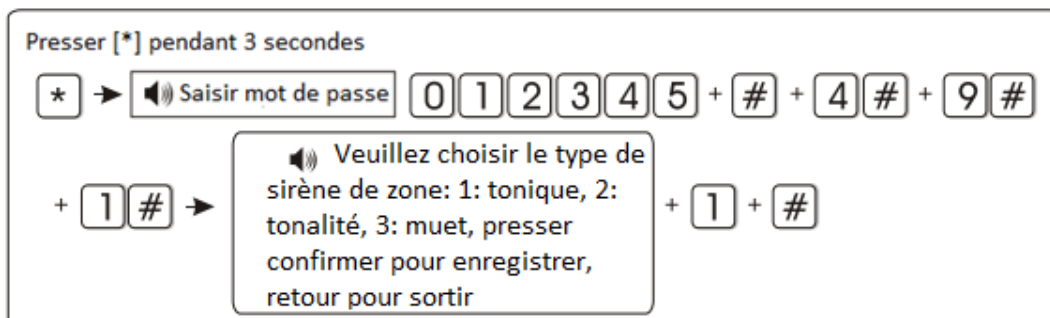 Presser [*] pendant 3 secondes
* Saisir mot de passe 0 1 2 3 4 5 + # + 4 # + 9 #
+ 1 # Veuillez choisir le type de
sirène de zone: 1: tonique, 2:
tonalité, 3: muet, presser + 1 + #
confirmer pour enregistrer,
retour pour sortir